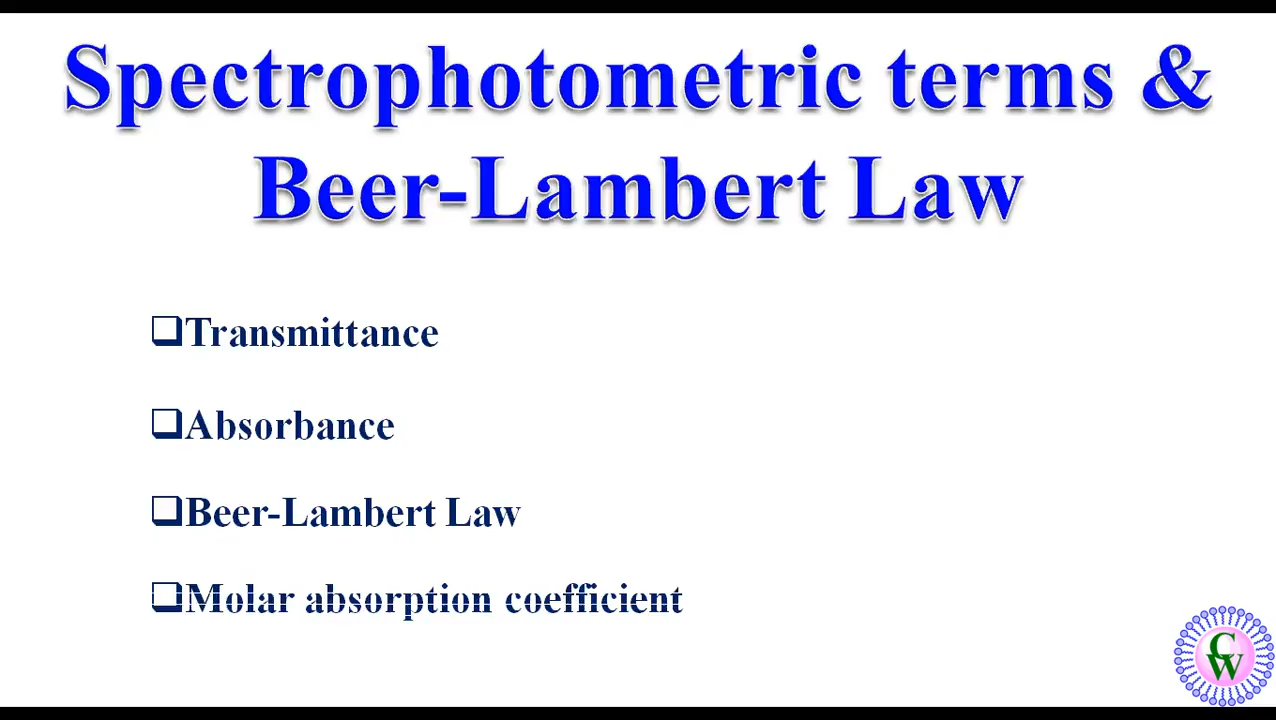 Spectrophotometric terms &
Beer-Lambert Law
❑Transmittance
❑Absorbance
❑Beer-Lambert Law
❑Molar absorption coefficient
CW